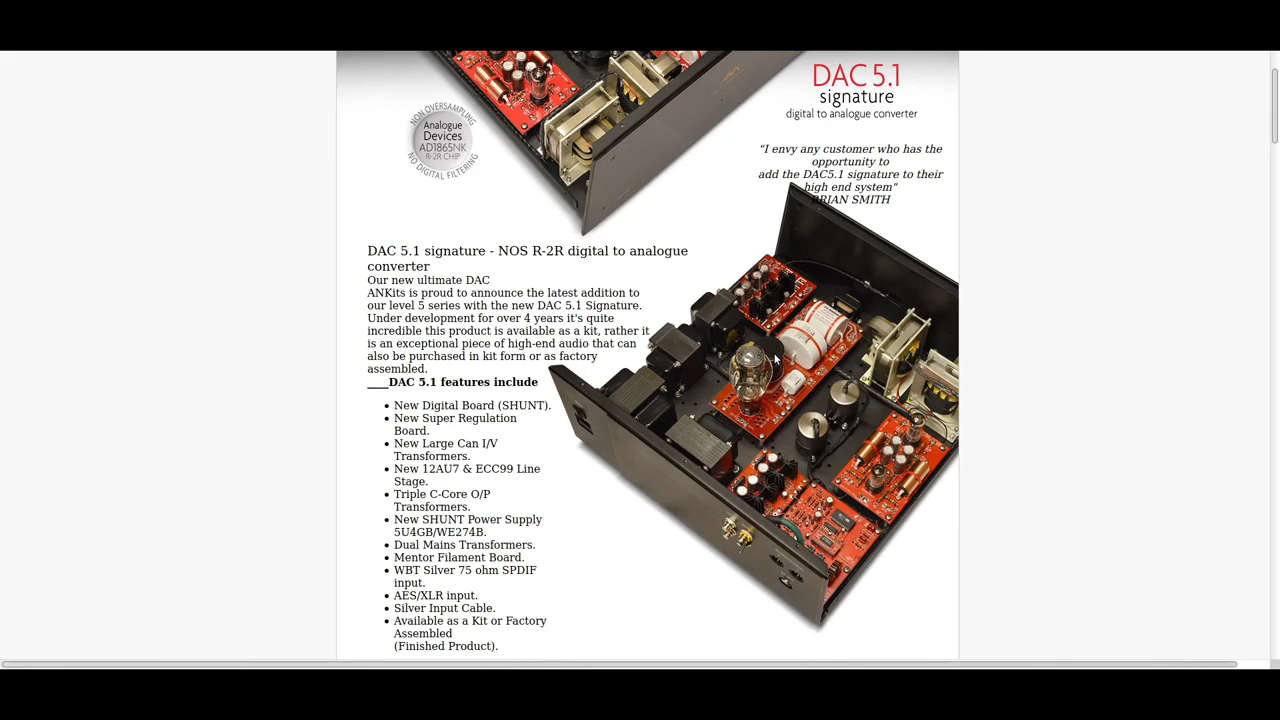 DAC 5.1
signature
digital to analogue converter
NON OVERSAMPLING
Analogue
Devices
AD1865NK
R-2R CHIP
NO DIGITAL FILTERING
“I envy any customer who has the
opportunity to
add the DAC5.1 signature to their
high end system"
BRIAN SMITH
DAC 5.1 signature - NOS R-2R digital to analogue
converter
Our new ultimate DAC
ANKits is proud to announce the latest addition to
our level 5 series with the new DAC 5.1 Signature.
Under development for over 4 years it's quite
incredible this product is available as a kit, rather it
is an exceptional piece of high-end audio that can
also be purchased in kit form or as factory
assembled.
____DAC 5.1 features include
• New Digital Board (SHUNT).
• New Super Regulation
Board.
• New Large Can I/V
Transformers.
• New 12AU7 & ECC99 Line
Stage.
• Triple C-Core O/P
Transformers.
• New SHUNT Power Supply
5U4GB/WE274B.
• Dual Mains Transformers.
• Mentor Filament Board.
• WBT Silver 75 ohm SPDIF
input.
• AES/XLR input.
• Silver Input Cable.
• Available as a Kit or Factory
Assembled
(Finished Product).